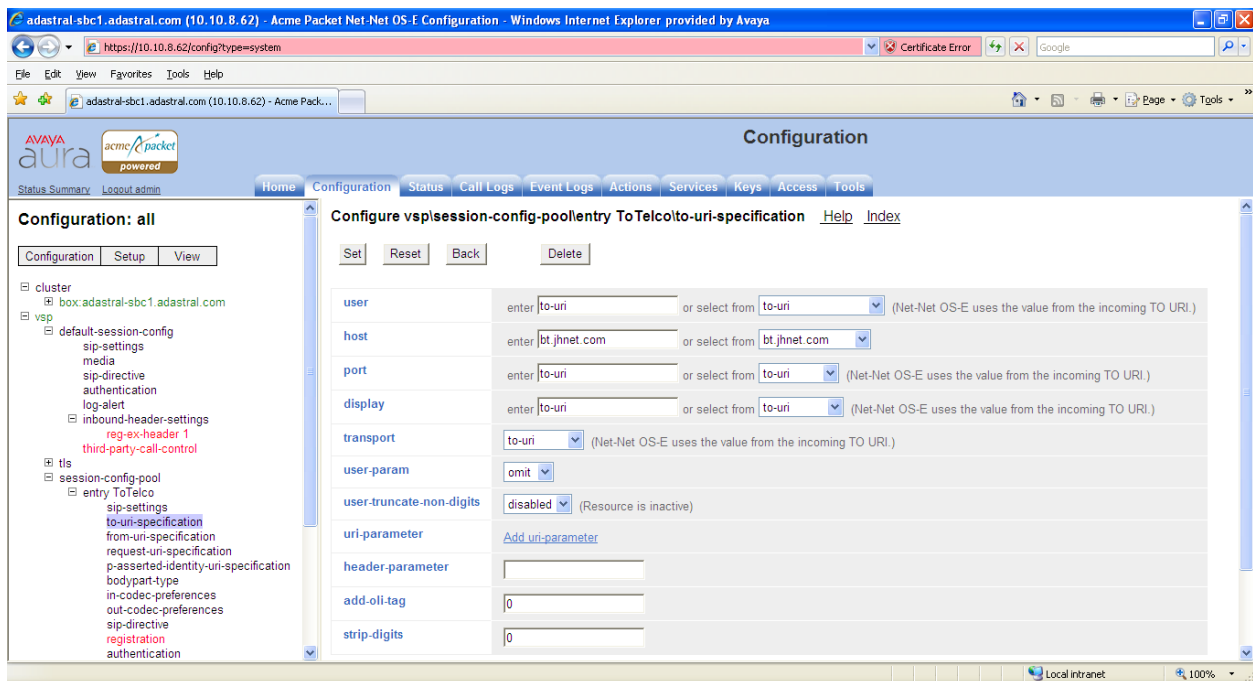 adastral-sbc1.adastral.com (10.10.8.62) - Acme Packet Net-Net OS-E Configuration - Windows Internet Explorer provided by Avaya
https://10.10.8.62/config?type=system
Certificate Error
Google
File Edit View Favorites Tools Help
adastral-sbc1.adastral.com (10.10.8.62) - Acme Pack...
Page Tools
AVAYA
aura
acme packet
powered
Configuration
Status Summary Logout admin
Home Configuration Status Call Logs Event Logs Actions Services Keys Access Tools
Configuration: all
Configuration Setup View
cluster
box:adastral-sbc1.adastral.com
vsp
default-session-config
sip-settings
media
sip-directive
authentication
log-alert
inbound-header-settings
reg-ex-header 1
third-party-call-control
tls
session-config-pool
entry ToTelco
sip-settings
to-uri-specification
from-uri-specification
request-uri-specification
p-asserted-identity-uri-specification
bodypart-type
in-codec-preferences
out-codec-preferences
sip-directive
registration
authentication
Configure vsp\session-config-pool\entry ToTelco\to-uri-specification Help Index
Set Reset Back Delete
user enter to-uri or select from to-uri (Net-Net OS-E uses the value from the incoming TO URI.)
host enter bt.jhnet.com or select from bt.jhnet.com
port enter to-uri or select from to-uri (Net-Net OS-E uses the value from the incoming TO URI.)
display enter to-uri or select from to-uri (Net-Net OS-E uses the value from the incoming TO URI.)
transport to-uri (Net-Net OS-E uses the value from the incoming TO URI.)
user-param omit
user-truncate-non-digits disabled (Resource is inactive)
uri-parameter Add uri-parameter
header-parameter
add-oli-tag 0
strip-digits 0
Local intranet
100%